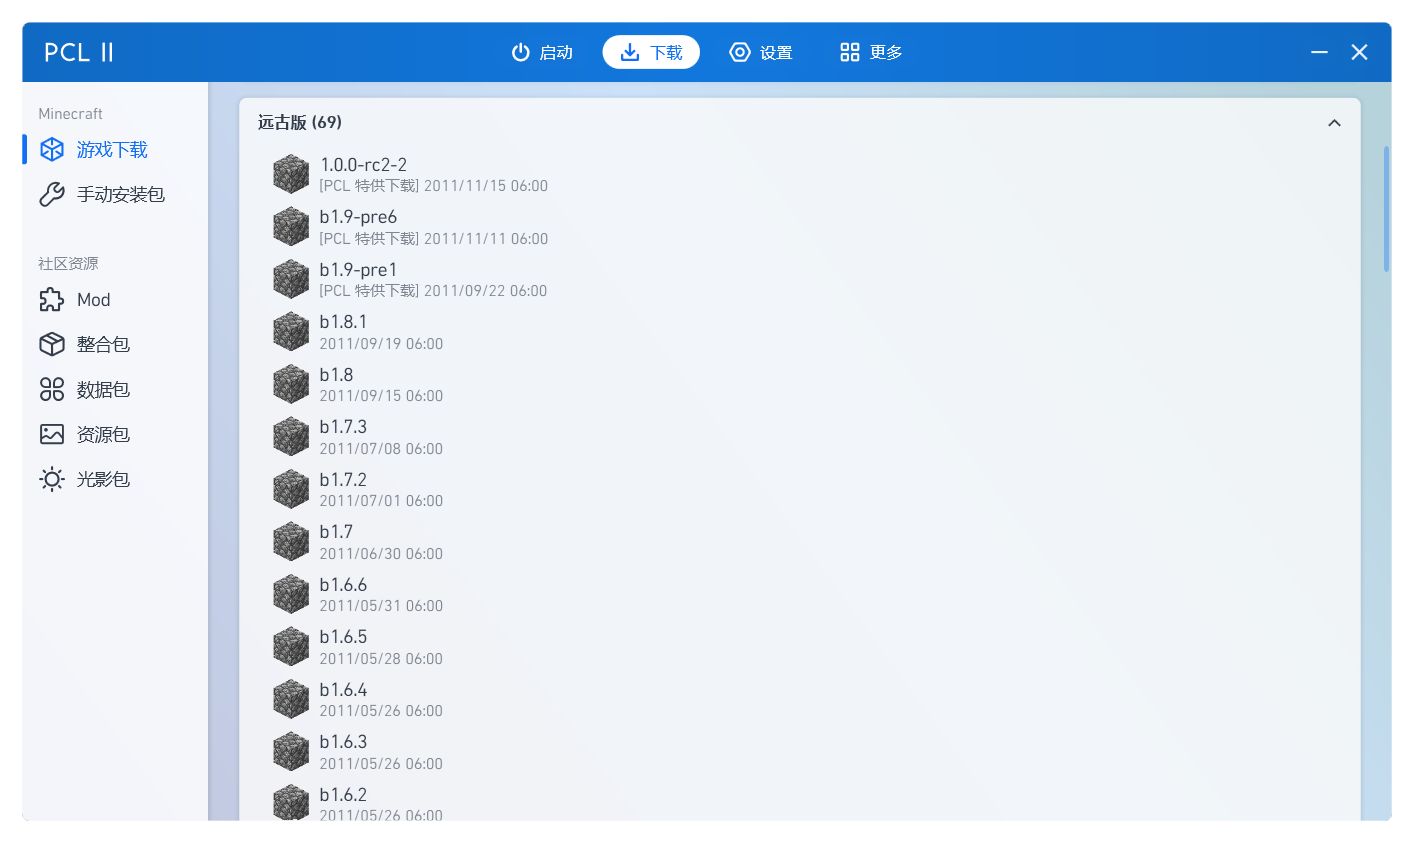 PCL II
启动
下载
设置
更多
Minecraft
游戏下载
手动安装包
社区资源
Mod
整合包
数据包
资源包
光影包
远古版 (69)
1.0.0-rc2-2
[PCL 特供下载] 2011/11/15 06:00
b1.9-pre6
[PCL 特供下载] 2011/11/11 06:00
b1.9-pre1
[PCL 特供下载] 2011/09/22 06:00
b1.8.1
2011/09/19 06:00
b1.8
2011/09/15 06:00
b1.7.3
2011/07/08 06:00
b1.7.2
2011/07/01 06:00
b1.7
2011/06/30 06:00
b1.6.6
2011/05/31 06:00
b1.6.5
2011/05/28 06:00
b1.6.4
2011/05/26 06:00
b1.6.3
2011/05/26 06:00
b1.6.2
2011/05/26 06:00